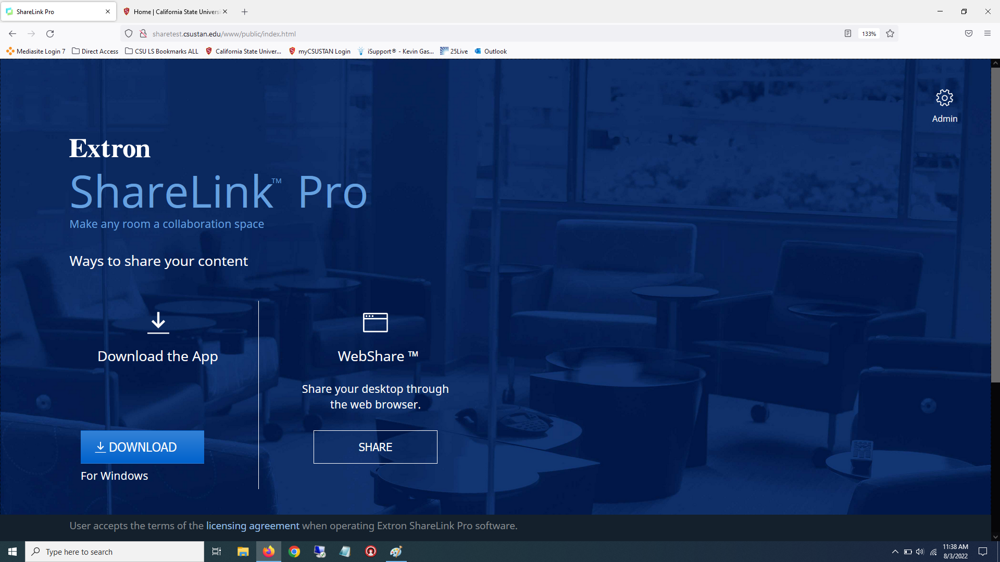 ShareLink Pro
Home | California State Universi
sharetest.csustan.edu/www/public/index.html
133%
Mediasite Login 7
Direct Access
CSU LS Bookmarks ALL
California State Univer...
myCSUSTAN Login
iSupport® - Kevin Gas...
25Live
Outlook
Admin
Extron
ShareLink™ Pro
Make any room a collaboration space
Ways to share your content
Download the App
DOWNLOAD
For Windows
WebShare ™
Share your desktop through
the web browser.
SHARE
User accepts the terms of the licensing agreement when operating Extron ShareLink Pro software.
Type here to search
11:38 AM
8/3/2022